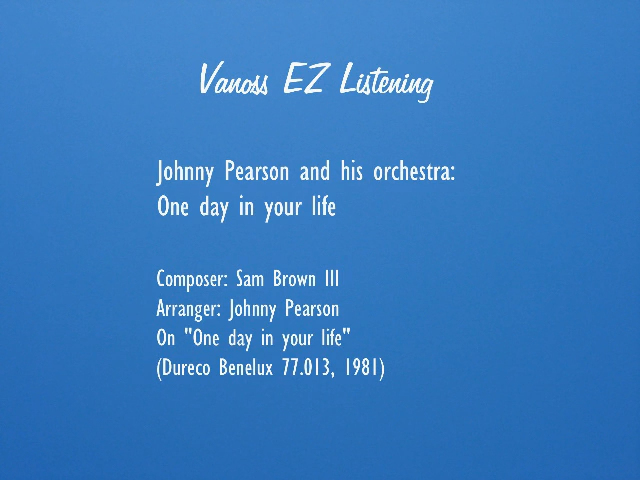 Vanoss EZ Listening
Johnny Pearson and his orchestra:
One day in your life
Composer: Sam Brown III
Arranger: Johnny Pearson
On "One day in your life"
(Dureco Benelux 77.013, 1981)